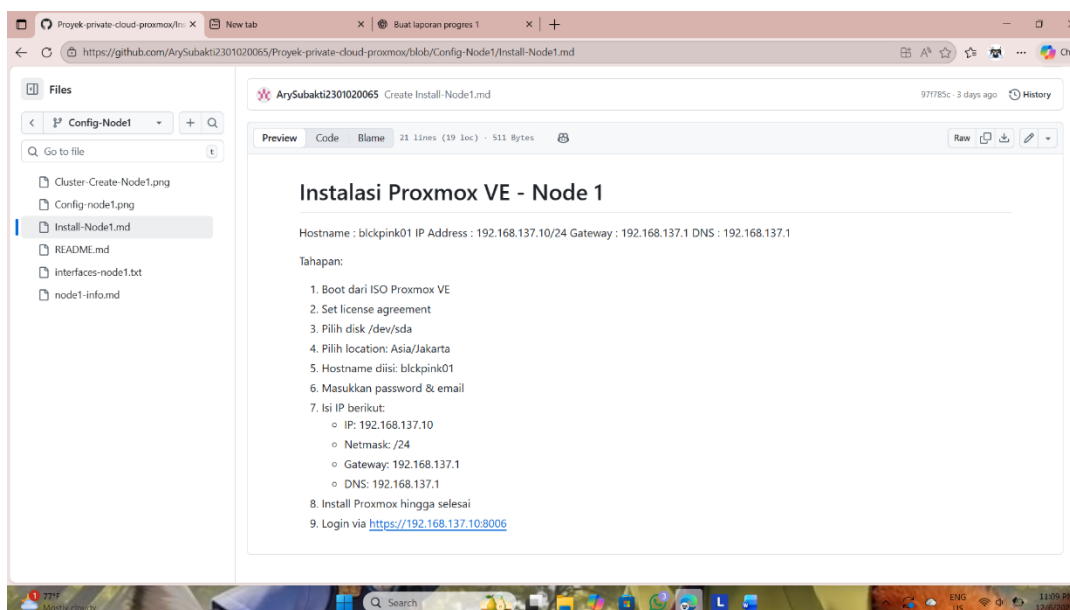 Proyek-private-cloud-proxmox/Ins
New tab
Buat laporan progres 1
https://github.com/ArySubakti2301020065/Proyek-private-cloud-proxmox/blob/Config-Node1/Install-Node1.md
Files
Config-Node1
Go to file
t
Cluster-Create-Node1.png
Config-node1.png
Install-Node1.md
README.md
interfaces-node1.txt
node1-info.md
ArySubakti2301020065 Create Install-Node1.md
97f785c · 3 days ago
History
Preview
Code
Blame
21 lines (19 loc) · 511 Bytes
Raw
Instalasi Proxmox VE - Node 1
Hostname : blckpink01 IP Address : 192.168.137.10/24 Gateway : 192.168.137.1 DNS : 192.168.137.1
Tahapan:
1. Boot dari ISO Proxmox VE
2. Set license agreement
3. Pilih disk /dev/sda
4. Pilih location: Asia/Jakarta
5. Hostname diisi: blckpink01
6. Masukkan password & email
7. Isi IP berikut:
IP: 192.168.137.10
Netmask: /24
Gateway: 192.168.137.1
DNS: 192.168.137.1
8. Install Proxmox hingga selesai
9. Login via https://192.168.137.10:8006
1
77°F
Mostly cloudy
Search
ENG
US
11:09 P